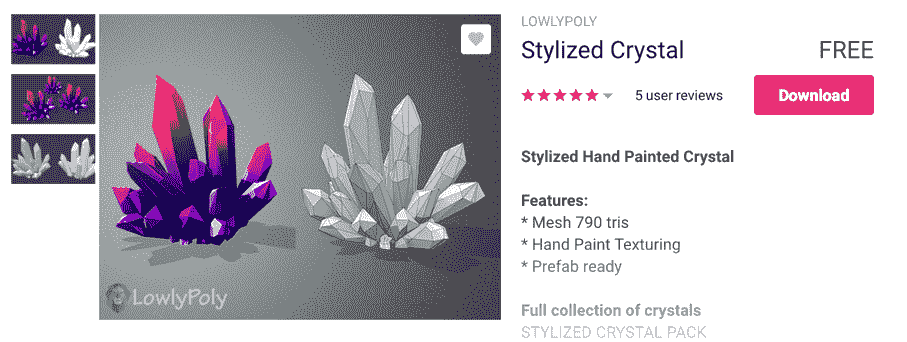 LOWLYPOLY
Stylized Crystal
FREE
5 user reviews
Download
Stylized Hand Painted Crystal
Features:
* Mesh 790 tris
* Hand Paint Texturing
* Prefab ready
Full collection of crystals
STYLIZED CRYSTAL PACK
LowlyPoly